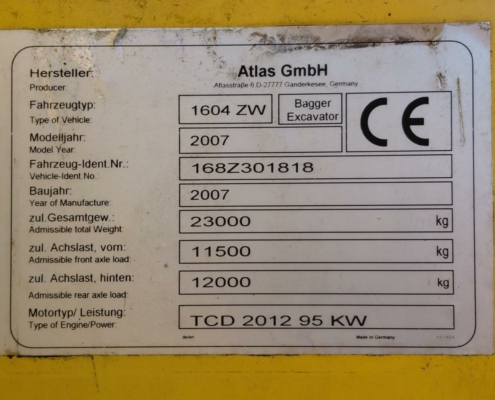 Hersteller: Atlas GmbH
Producer: Atlasstraße 6 D-27777 Ganderkesee, Germany
Fahrzeugtyp: 1604 ZW Bagger
Type of Vehicle: Excavator
CE
Modelljahr: 2007
Model Year:
Fahrzeug-Ident.Nr.: 168Z301818
Vehicle-Ident.No.:
Baujahr: 2007
Year of Manufacture:
zul.Gesamtgew.: 23000 kg
Admissible total Weight:
zul. Achslast, vorn: 11500 kg
Admissible front axle load:
zul. Achslast, hinten: 12000 kg
Admissible rear axle load:
Motortyp/ Leistung: TCD 2012 95 KW
Type of Engine/Power:
Made in Germany